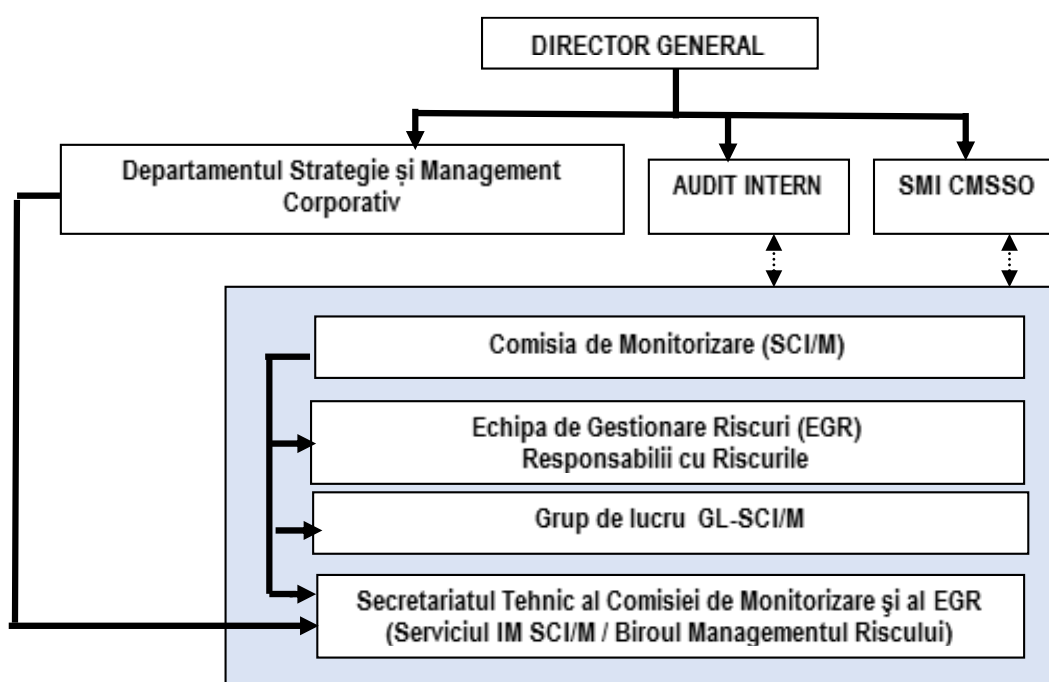 DIRECTOR GENERAL
Departamentul Strategie și Management
Corporativ
AUDIT INTERN
SMI CMSSO
Comisia de Monitorizare (SCI/M)
Echipa de Gestionare Riscuri (EGR)
Responsabilii cu Riscurile
Grup de lucru GL-SCI/M
Secretariatul Tehnic al Comisiei de Monitorizare şi al EGR
(Serviciul IM SCI/M / Biroul Managementul Riscului)